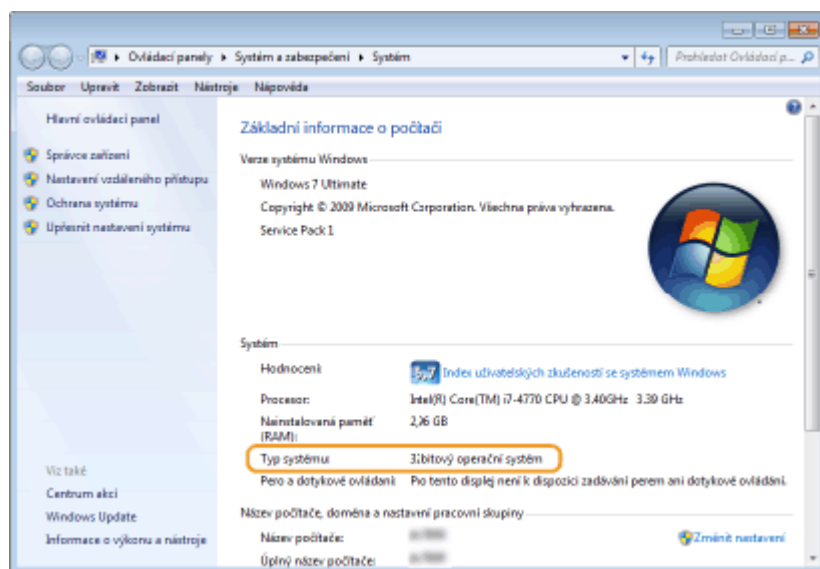 Ovládací panely ▸ Systém a zabezpečení ▸ Systém
Prohledat Ovládací p...
Soubor Upravit Zobrazit Nástroje Nápověda
Hlavní ovládací panel
Správce zařízení
Nastavení vzdáleného přístupu
Ochrana systému
Upřesnit nastavení systému
Viz také
Centrum akcí
Windows Update
Informace o výkonu a nástroje
Základní informace o počítači
Verze systému Windows
Windows 7 Ultimate
Copyright © 2009 Microsoft Corporation. Všechna práva vyhrazena.
Service Pack 1
Systém
Hodnocení: Index uživatelských zkušeností se systémem Windows
Procesor: Intel(R) Core(TM) i7-4770 CPU @ 3.40GHz 3.39 GHz
Nainstalovaná paměť 2,96 GB
(RAM):
Typ systému: 32bitový operační systém
Pero a dotykové ovládání: Pro tento displej není k dispozici zadávání perem ani dotykové ovládání.
Název počítače, doména a nastavení pracovní skupiny
Název počítače: Změnit nastavení
Úplný název počítače: